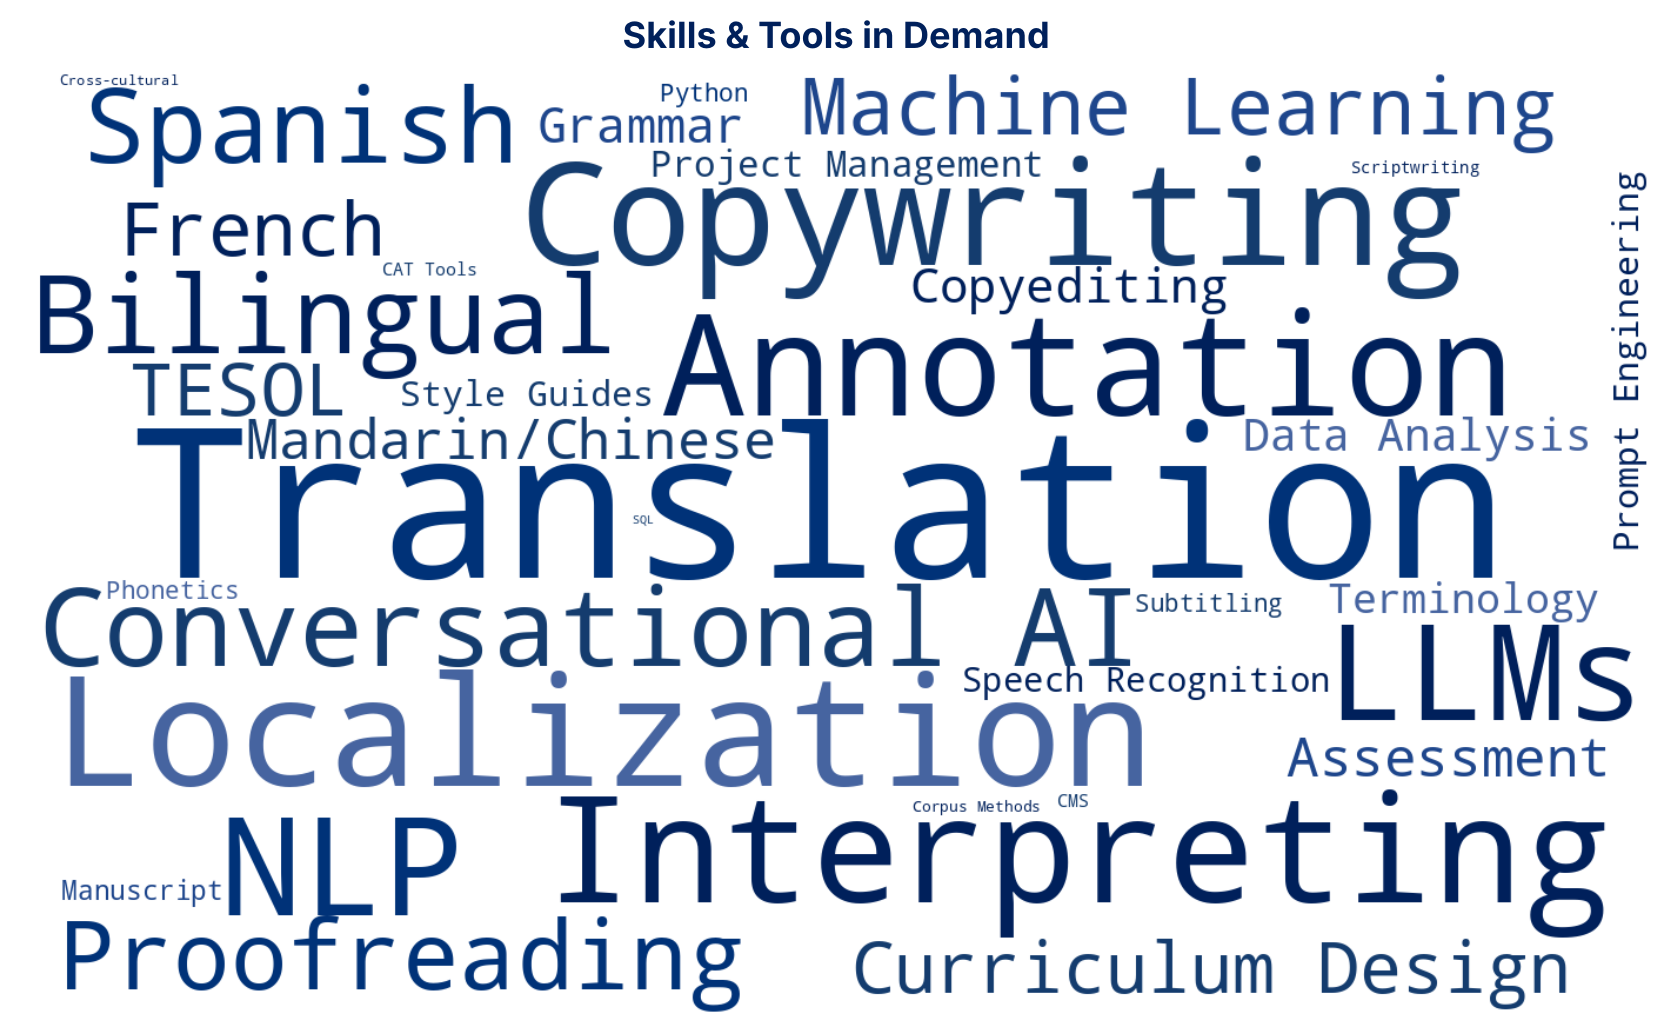 Skills & Tools in Demand
Cross-cultural
Spanish
Python
Grammar
Machine Learning
Project Management
Scriptwriting
Copywriting
French
CAT Tools
Bilingual
Copyediting
Prompt Engineering
Annotation
TESOL
Style Guides
Mandarin/Chinese
Data Analysis
Translation
SQL
Phonetics
Conversational AI
Subtitling
Terminology
LLMs
Speech Recognition
Localization
Assessment
Corpus Methods
CMS
Interpreting
NLP
Manuscript
Proofreading
Curriculum Design